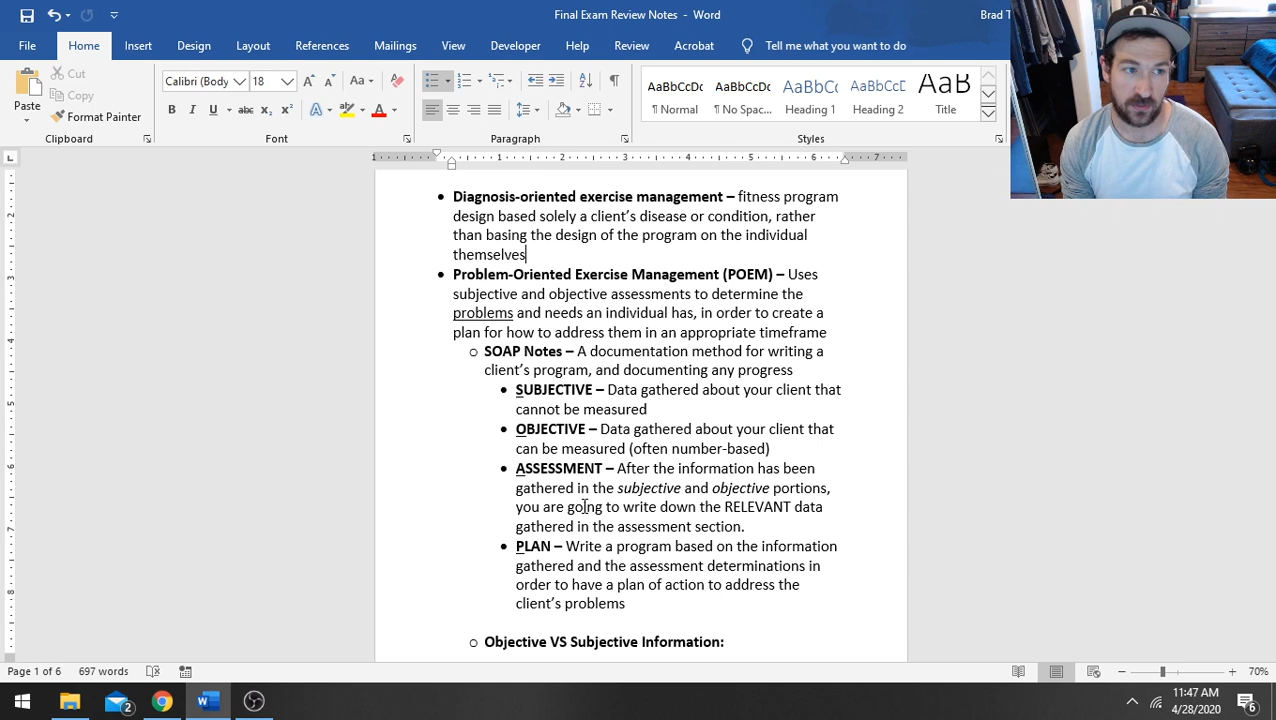 Final Exam Review Notes - Word
Brad T
File
Home
Insert
Design
Layout
References
Mailings
View
Developer
Help
Review
Acrobat
Tell me what you want to do
Paste
Cut
Copy
Format Painter
Clipboard
Calibri (Body
18
Font
Paragraph
AaBbCcDc
AaBbCcDc
AaBbCc
AaBbCcD
AaB
¶ Normal
¶ No Spac...
Heading 1
Heading 2
Title
Styles
1 1 2 3 4 5 6 7
• Diagnosis-oriented exercise management – fitness program
design based solely a client's disease or condition, rather
than basing the design of the program on the individual
themselves
• Problem-Oriented Exercise Management (POEM) – Uses
subjective and objective assessments to determine the
problems and needs an individual has, in order to create a
plan for how to address them in an appropriate timeframe
o SOAP Notes – A documentation method for writing a
client's program, and documenting any progress
• SUBJECTIVE – Data gathered about your client that
cannot be measured
• OBJECTIVE – Data gathered about your client that
can be measured (often number-based)
• ASSESSMENT – After the information has been
gathered in the subjective and objective portions,
you are going to write down the RELEVANT data
gathered in the assessment section.
• PLAN – Write a program based on the information
gathered and the assessment determinations in
order to have a plan of action to address the
client's problems
o Objective VS Subjective Information:
Page 1 of 6
697 words
70%
2
11:47 AM
4/28/2020
6